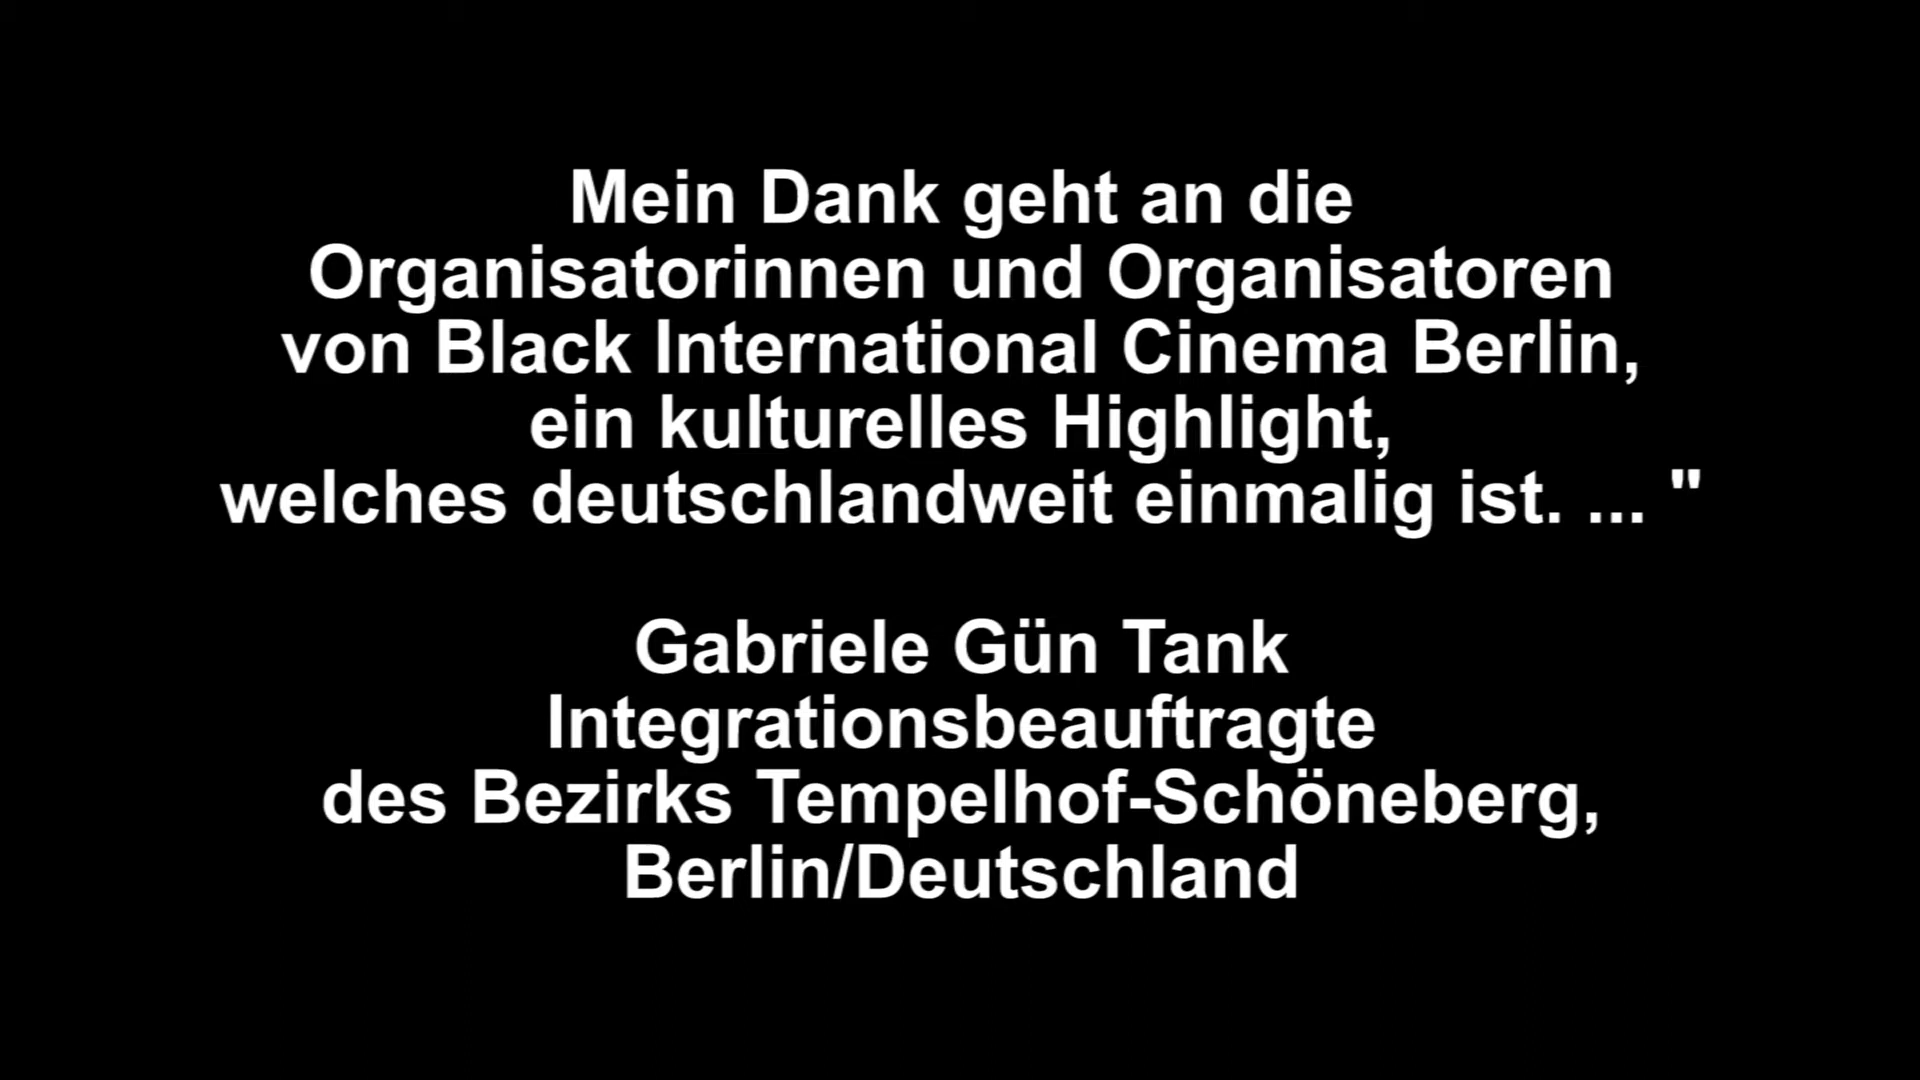 Mein Dank geht an die
Organisatorinnen und Organisatoren
von Black International Cinema Berlin,
ein kulturelles Highlight,
welches deutschlandweit einmalig ist. ... "
Gabriele Gün Tank
Integrationsbeauftragte
des Bezirks Tempelhof-Schöneberg,
Berlin/Deutschland